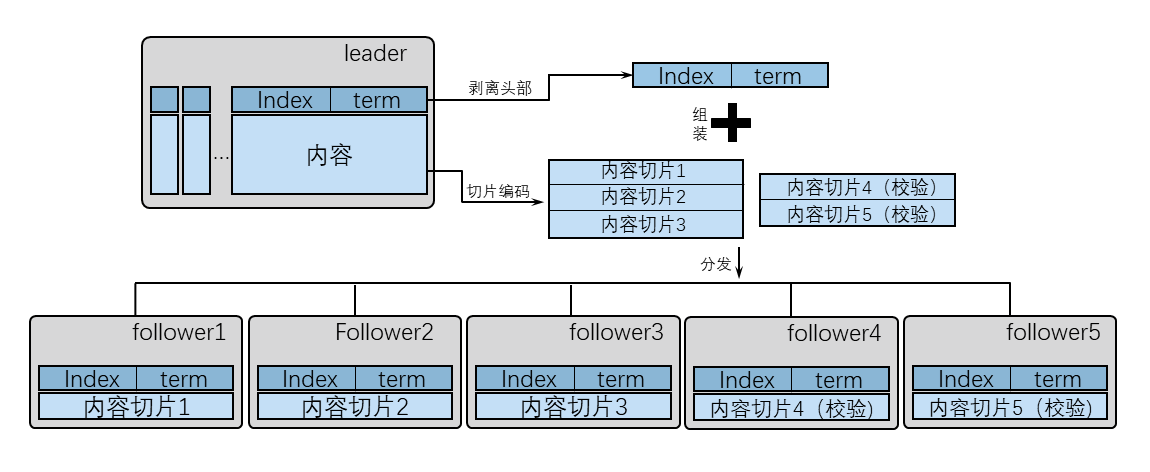 leader
Index term
...
内容
剥离头部
Index term
组装
切片编码
内容切片1
内容切片2
内容切片3
内容切片4（校验）
内容切片5（校验）
分发
follower1
Index term
内容切片1
Follower2
Index term
内容切片2
follower3
Index term
内容切片3
follower4
Index term
内容切片4（校验)
follower5
Index term
内容切片5（校验)